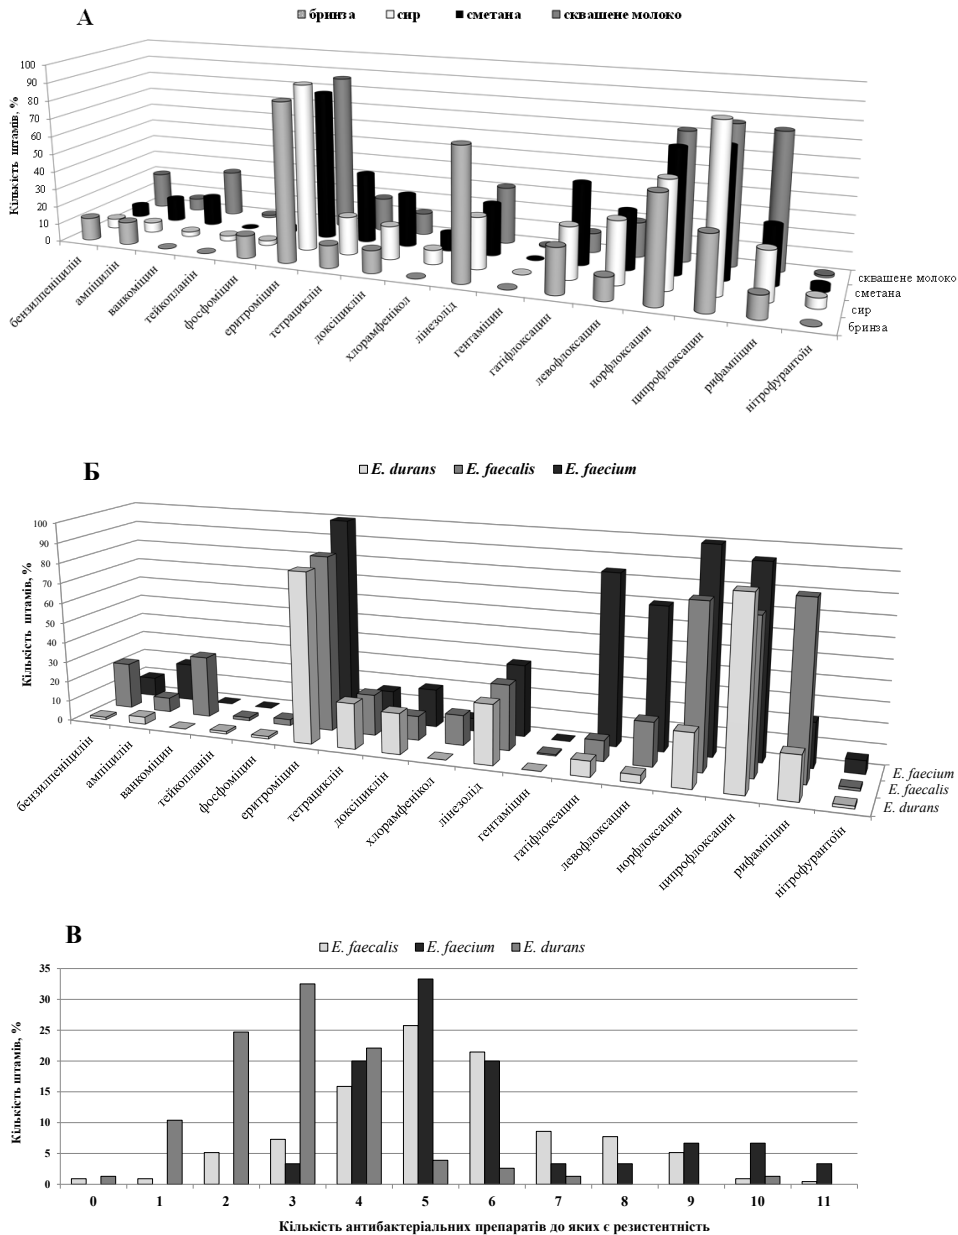 А
бринза сир сметана сквашене молоко
Кількість штамів, %
100
90
80
70
60
50
40
30
20
10
0
бензилпеніцилін
ампіцилін
ванкоміцин
тейкопланін
фосфоміцин
еритроміцин
тетрациклін
доксіциклін
хлорамфенікол
лінезолід
гентаміцин
гатіфлоксацин
левофлоксацин
норфлоксацин
ципрофлоксацин
рифампіцин
нітрофурантоїн
сквашене молоко
сметана
сир
бринза
Б
E. durans E. faecalis E. faecium
Кількість штамів, %
100
90
80
70
60
50
40
30
20
10
0
бензилпеніцилін
ампіцилін
ванкоміцин
тейкопланін
фосфоміцин
еритроміцин
тетрациклін
доксіциклін
хлорамфенікол
лінезолід
гентаміцин
гатіфлоксацин
левофлоксацин
норфлоксацин
ципрофлоксацин
рифампіцин
нітрофурантоїн
E. faecium
E. faecalis
E. durans
В
E. faecalis E. faecium E. durans
Кількість штамів, %
35
30
25
20
15
10
5
0
0 1 2 3 4 5 6 7 8 9 10 11
Кількість антибактеріальних препаратів до яких є резистентність